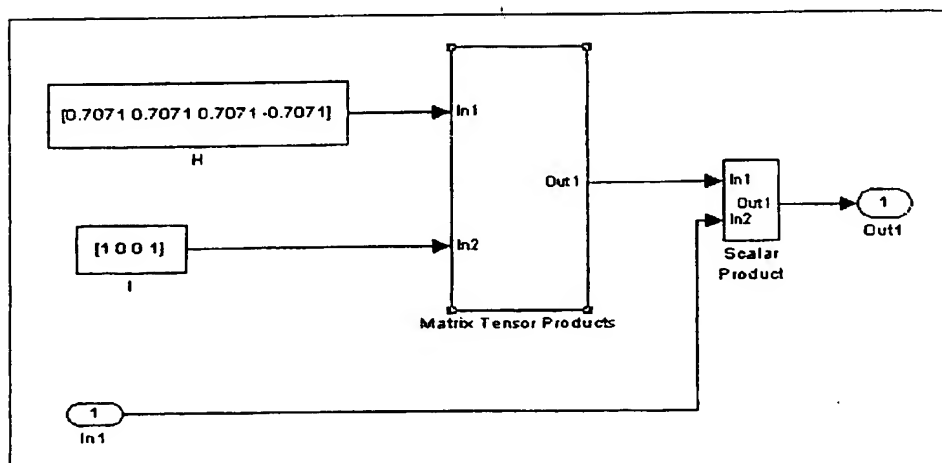 [0.7071 0.7071 0.7071 -0.7071]
H
In1
Out1
In1
Out1
In2
1
Out1
Scalar
Product
[1 0 0 1]
I
In2
Matrix Tensor Products
1
In1